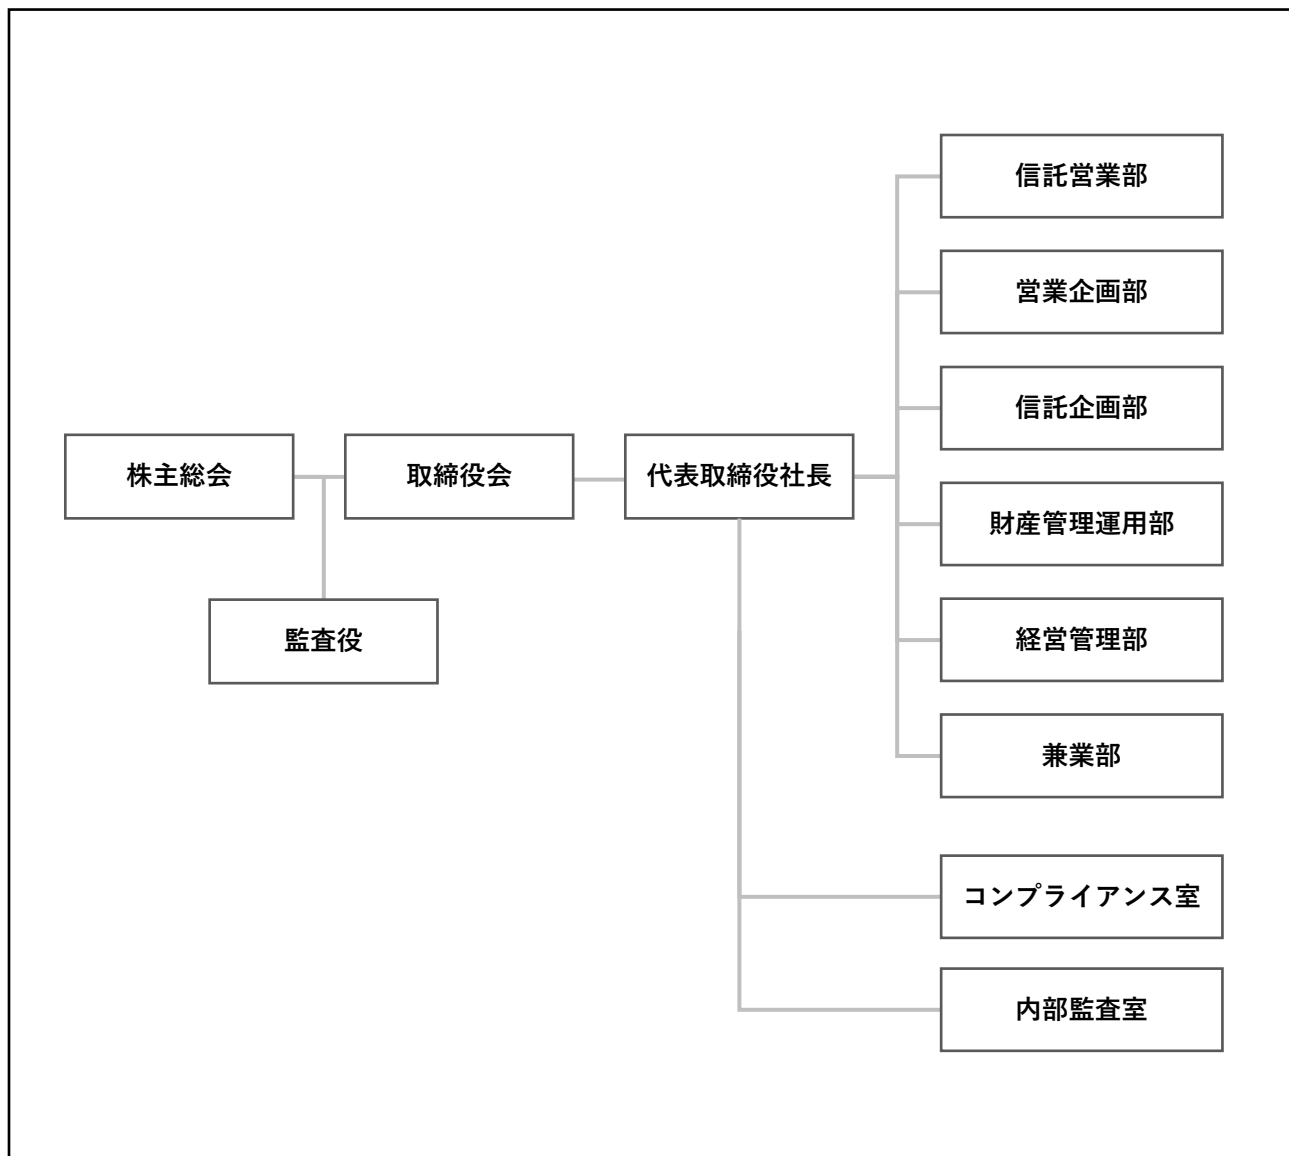 株主総会
取締役会
監査役
代表取締役社長
信託営業部
営業企画部
信託企画部
財産管理運用部
経営管理部
兼業部
コンプライアンス室
内部監査室